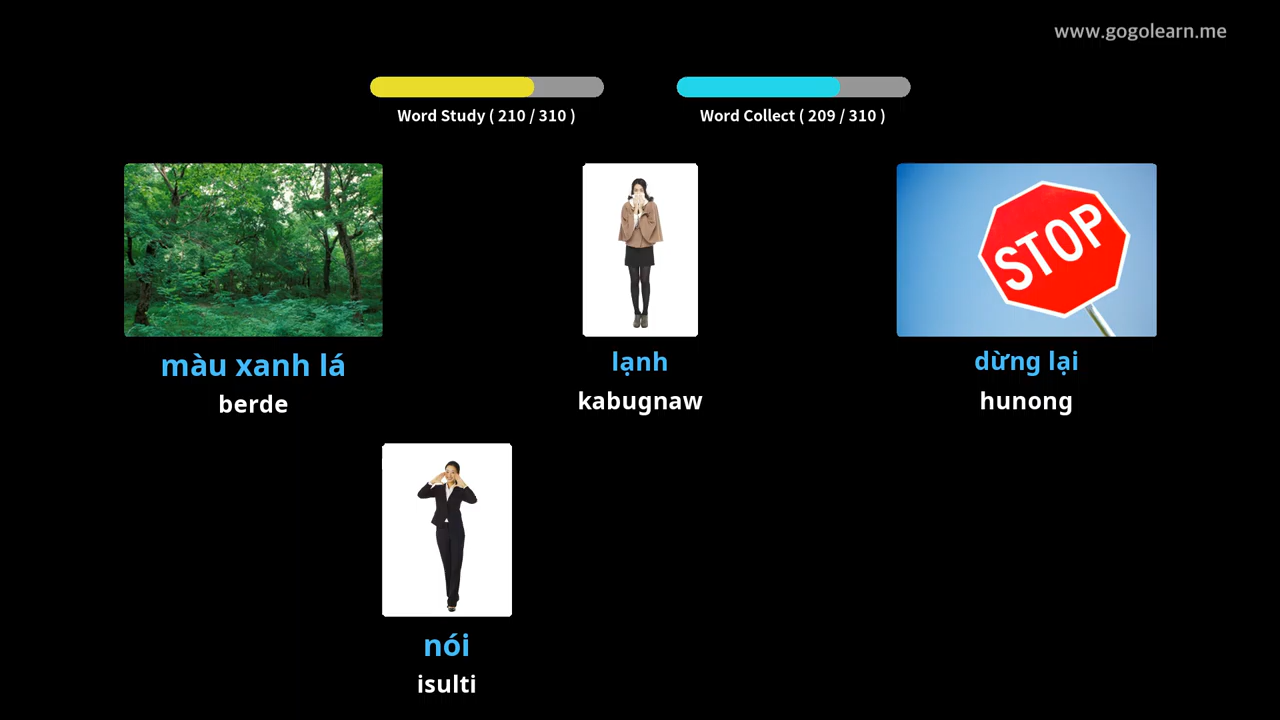 www.gogolearn.me
Word Study ( 210 / 310 )
Word Collect ( 209 / 310 )
STOP
màu xanh lá
berde
lạnh
kabugnaw
dừng lại
hunong
nói
isulti